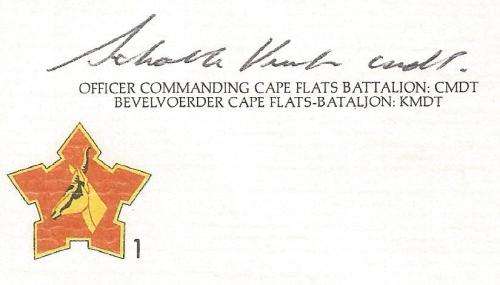 cmdt.
OFFICER COMMANDING CAPE FLATS BATTALION: CMDT
BEVELVOERDER CAPE FLATS-BATALJON: KMDT
1